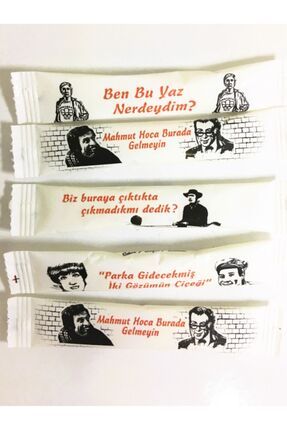 Ben Bu Yaz
Nerdeydim?
Mahmut Hoca Burada
Gelmeyin
Biz buraya çıktıkta
çıkmadıkmı dedik?
"Parka Gidecekmiş
İki Gözümün Çiçeği"
Mahmut Hoca Burada
Gelmeyin